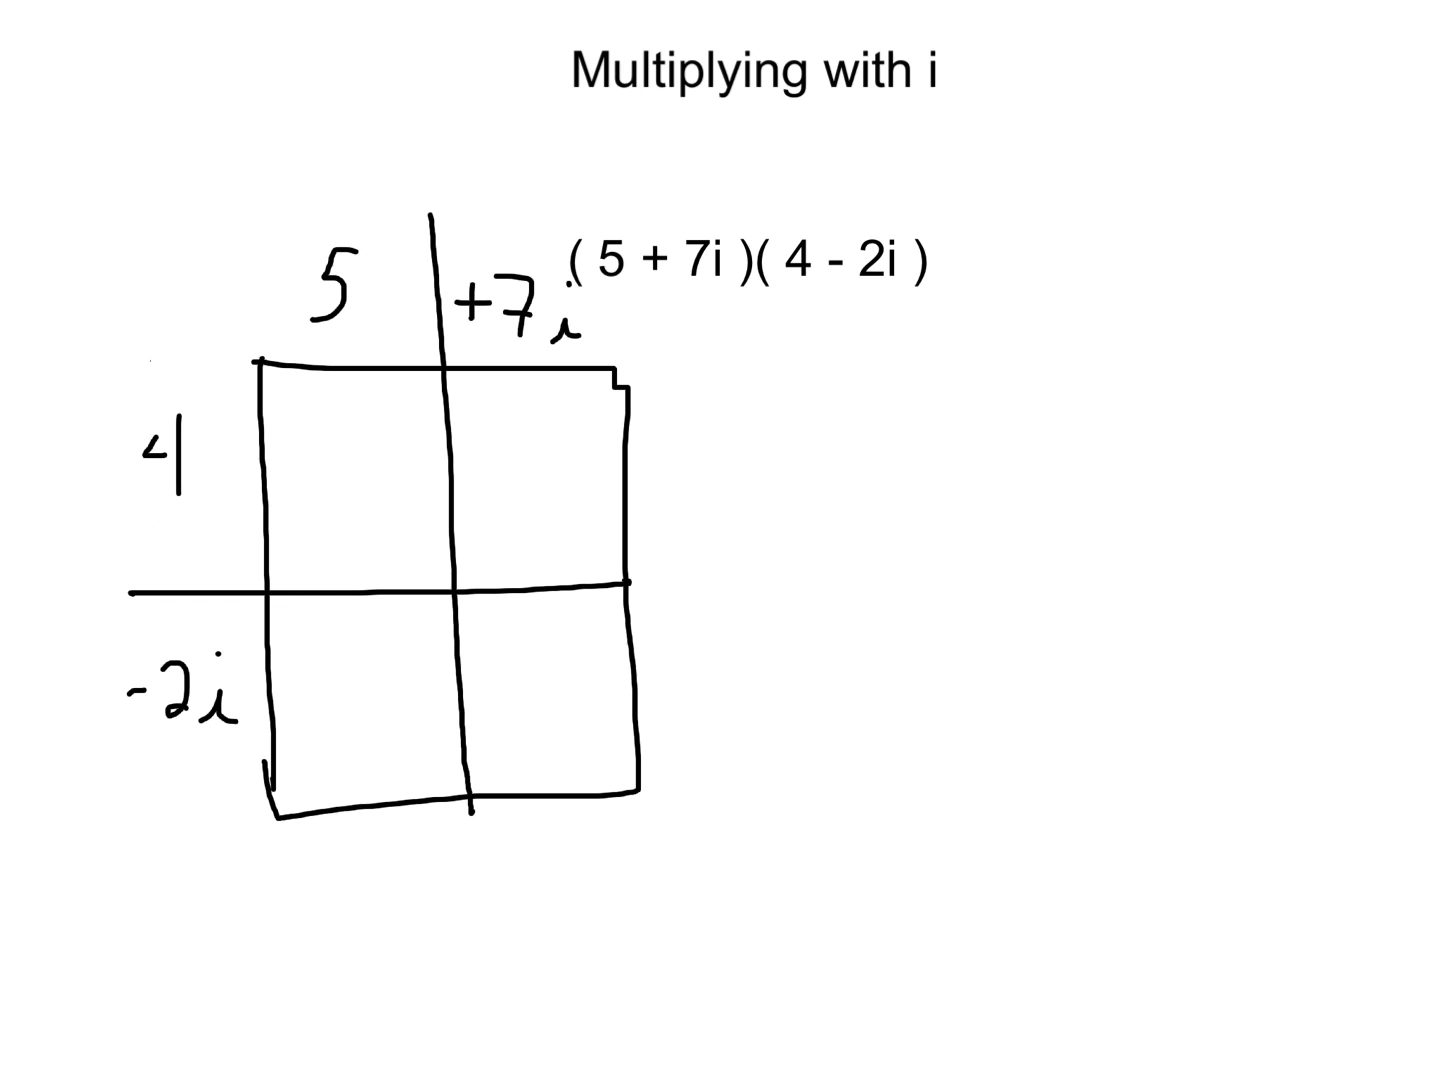 Multiplying with i
( 5 + 7i )( 4 - 2i )
5 +7i
4
-2i